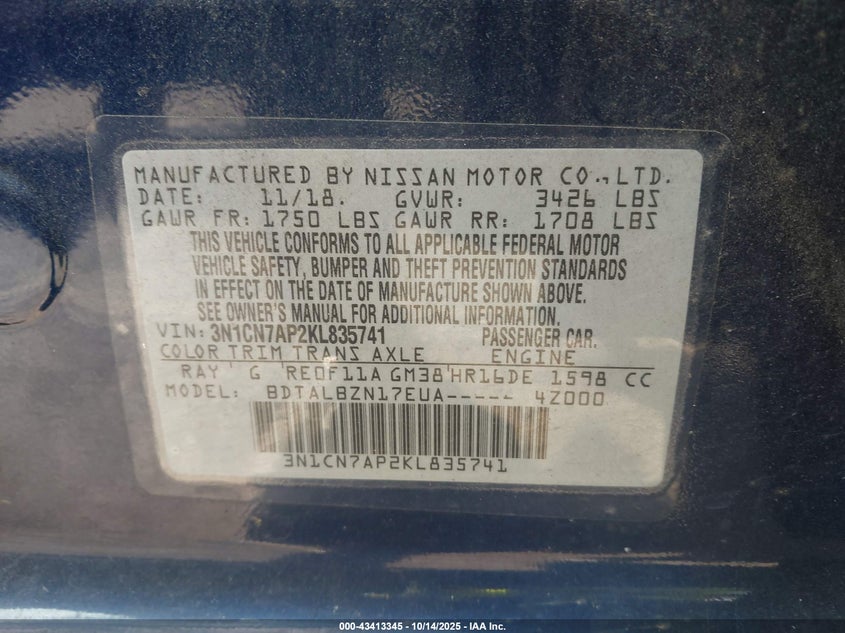 MANUFACTURED BY NISSAN MOTOR CO., LTD.
DATE: 11/18. GVWR: 3426 LBS
GAWR FR: 1750 LBS GAWR RR: 1708 LBS
THIS VEHICLE CONFORMS TO ALL APPLICABLE FEDERAL MOTOR
VEHICLE SAFETY, BUMPER AND THEFT PREVENTION STANDARDS
IN EFFECT ON THE DATE OF MANUFACTURE SHOWN ABOVE.
SEE OWNER'S MANUAL FOR ADDITIONAL INFORMATION.
VIN: 3N1CN7AP2KL835741 PASSENGER CAR.
COLOR TRIM TRANS AXLE ENGINE
RAY G RE0F11A GM38 HR16DE 1598 CC
MODEL: BDTALBZN17EUA----- 4Z000
3N1CN7AP2KL835741
000-43413345 - 10/14/2025 - IAA Inc.